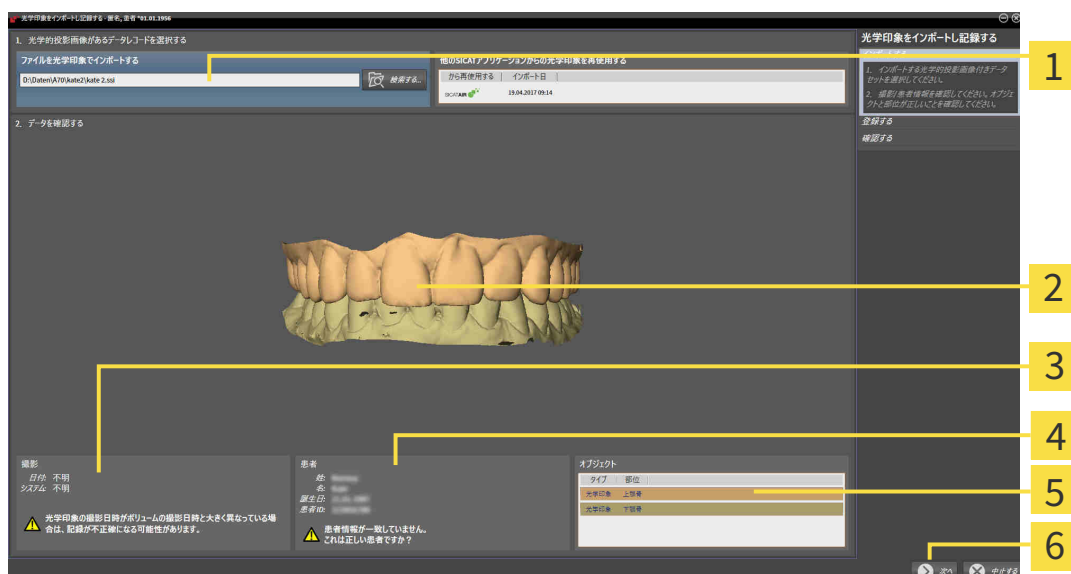 光学印象をインポートし記録する - 匿名, 患者 *01.01.1956
1. 光学的投影画像があるデータレコードを選択する
ファイルを光学印象でインポートする
D:\Daten\A70\kate2\kate 2.ssi
検索する...
他のSICATアプリケーションからの光学印象を再使用する
から再使用する インポート日
SICAT AIR 19.04.2017 09:14
2. データを確認する
撮影
日付: 不明
システム: 不明
光学印象の撮影日時がボリュームの撮影日時と大きく異なっている場
合は、記録が不正確になる可能性があります。
患者
姓:
名:
誕生日:
患者ID:
患者情報が一致していません。
これは正しい患者ですか?
オブジェクト
タイプ 部位
光学印象 上顎骨
光学印象 下顎骨
光学印象をインポートし記録する
インポートする
1. インポートする光学的投影画像付きデータ
セットを選択してください。
2. 撮影/患者情報を確認してください。オブジェ
クトと部位が正しいことを確認してください。
登録する
確認する
次へ 中止する
1
2
3
4
5
6